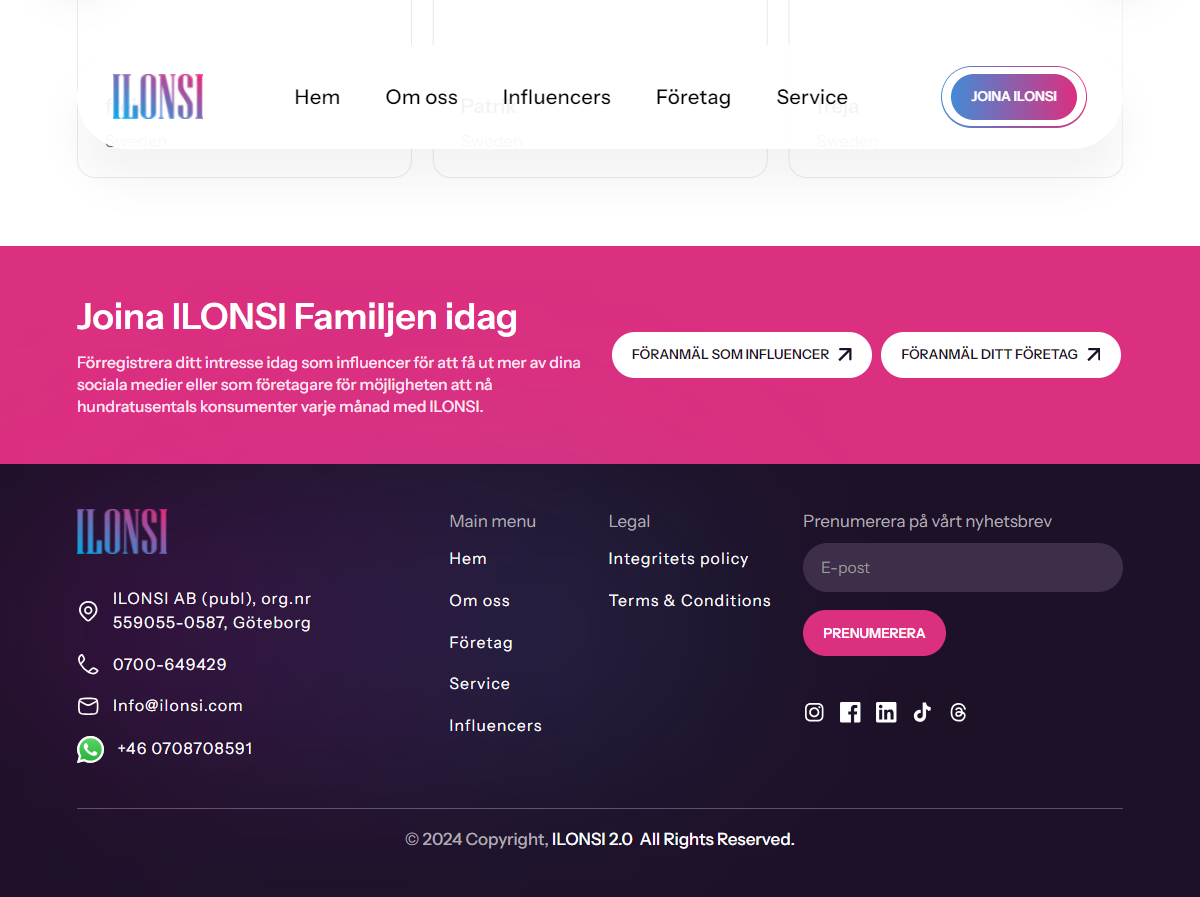 ILONSI
Hem
Om oss
Influencers
Företag
Service
JOINA ILONSI
Patrik
Sweden
Sweden
Sweden
Joina ILONSI Familjen idag
Förregistrera ditt intresse idag som influencer för att få ut mer av dina
sociala medier eller som företagare för möjligheten att nå
hundratusentals konsumenter varje månad med ILONSI.
FÖRANMÄL SOM INFLUENCER
FÖRANMÄL DITT FÖRETAG
ILONSI
ILONSI AB (publ), org.nr
559055-0587, Göteborg
0700-649429
Info@ilonsi.com
+46 0708708591
Main menu
Hem
Om oss
Företag
Service
Influencers
Legal
Integritets policy
Terms & Conditions
Prenumerera på vårt nyhetsbrev
E-post
PRENUMERERA
© 2024 Copyright, ILONSI 2.0 All Rights Reserved.